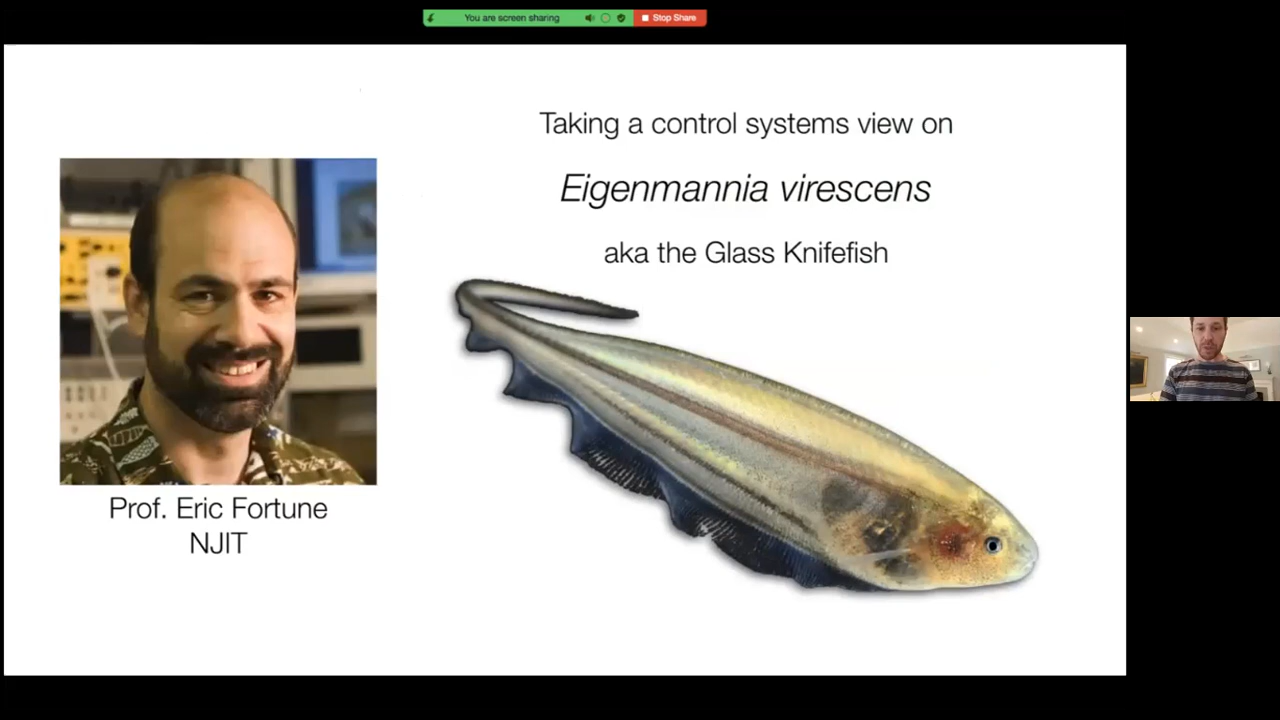 You are screen sharing
Stop Share
Taking a control systems view on
Eigenmannia virescens
aka the Glass Knifefish
Prof. Eric Fortune
NJIT